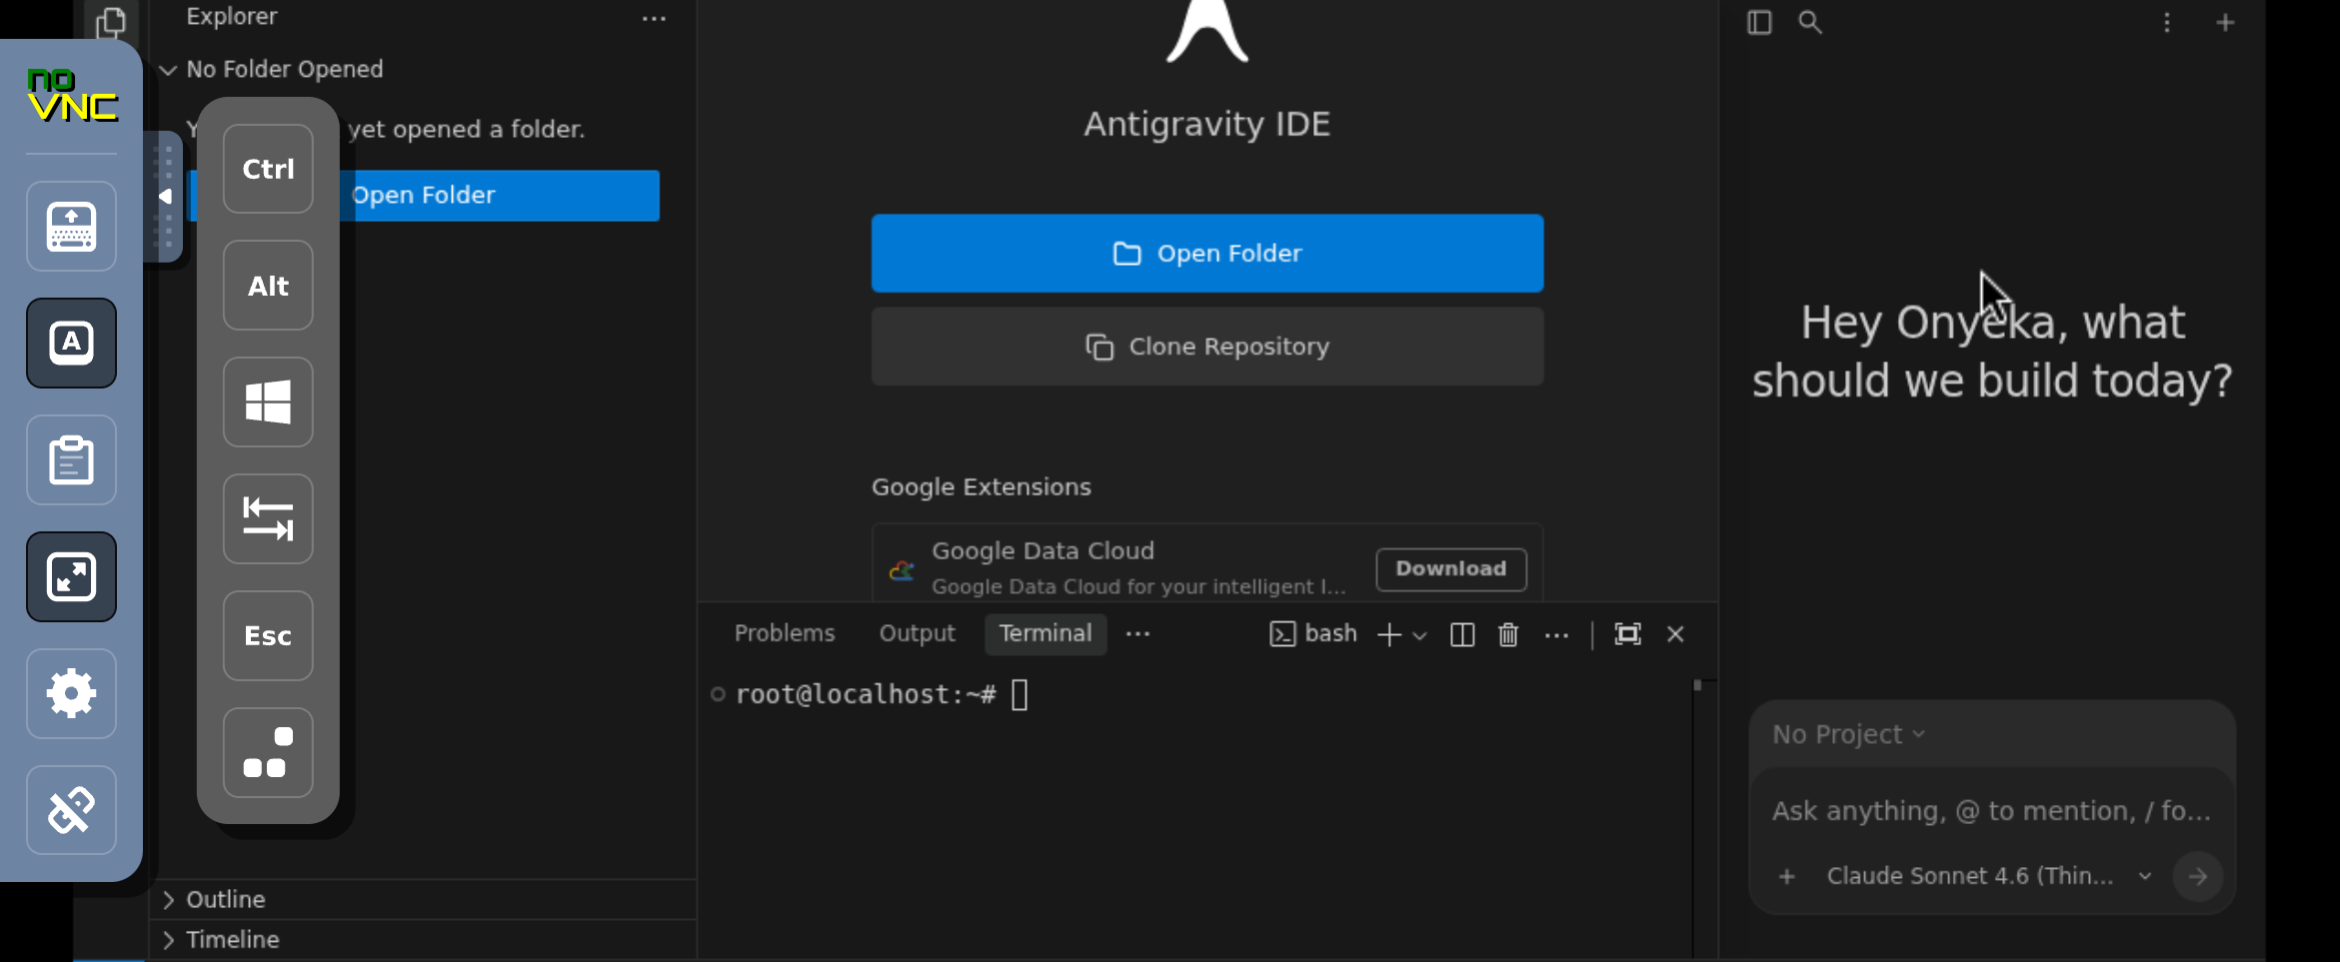 Explorer
No Folder Opened
yet opened a folder.
Open Folder
no
VNC
Ctrl
Alt
A
Esc
Outline
Timeline
Antigravity IDE
Open Folder
Clone Repository
Google Extensions
Google Data Cloud
Google Data Cloud for your intelligent l...
Download
Problems
Output
Terminal
bash
root@localhost:~#
Hey Onyeka, what
should we build today?
No Project
Ask anything, @ to mention, / fo...
Claude Sonnet 4.6 (Thin...